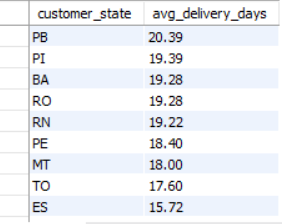 customer_state avg_delivery_days
PB 20.39
PI 19.39
BA 19.28
RO 19.28
RN 19.22
PE 18.40
MT 18.00
TO 17.60
ES 15.72